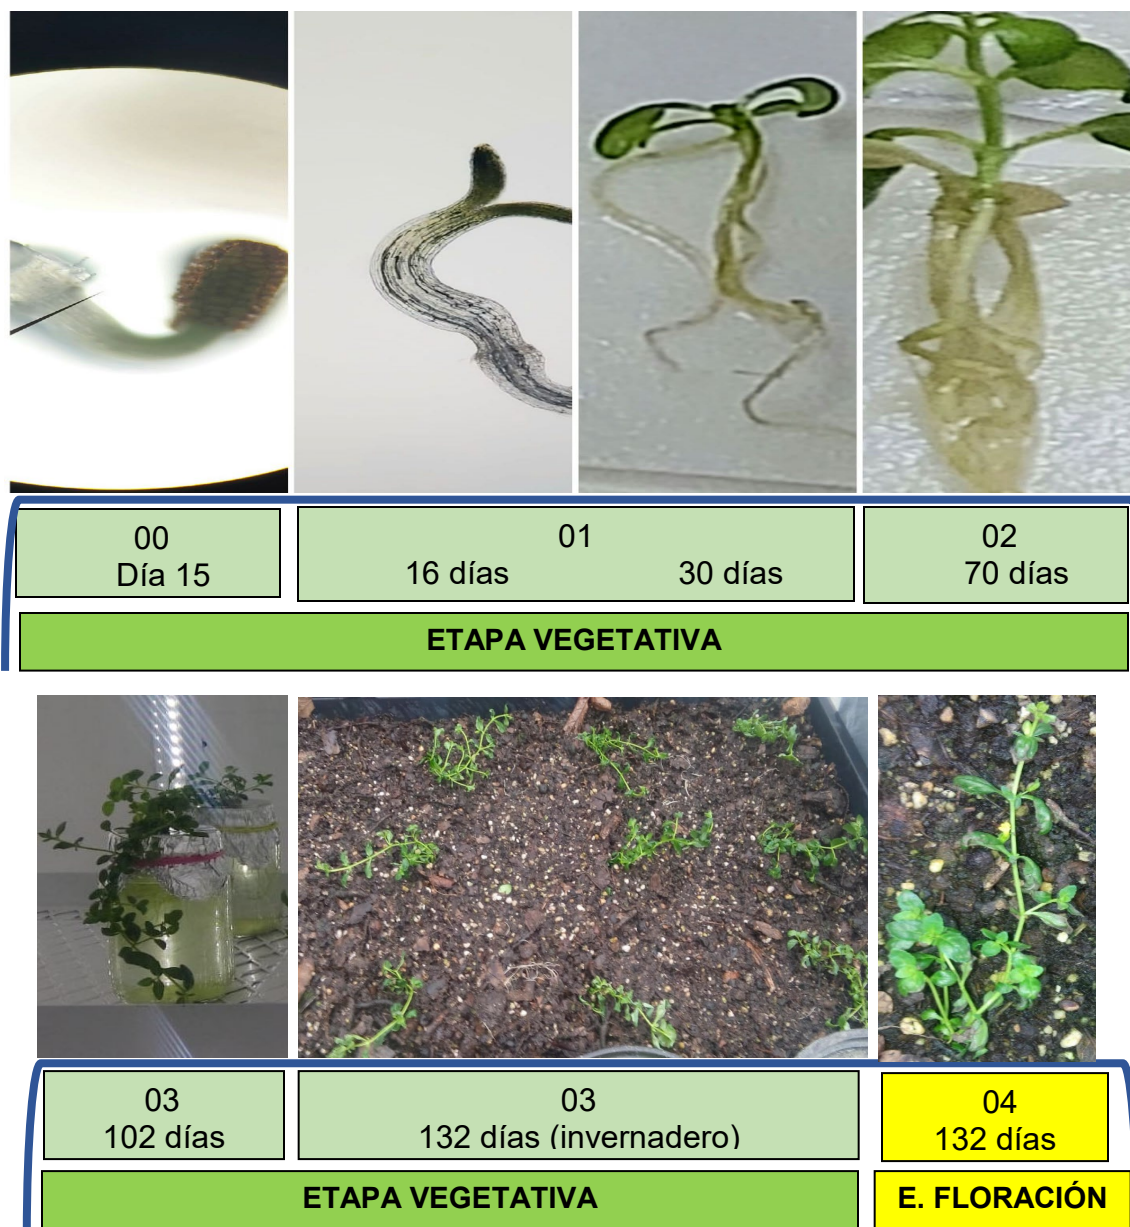 00
Día 15
01
16 días 30 días
02
70 días
ETAPA VEGETATIVA
03
102 días
03
132 días (invernadero)
04
132 días
ETAPA VEGETATIVA
E. FLORACIÓN